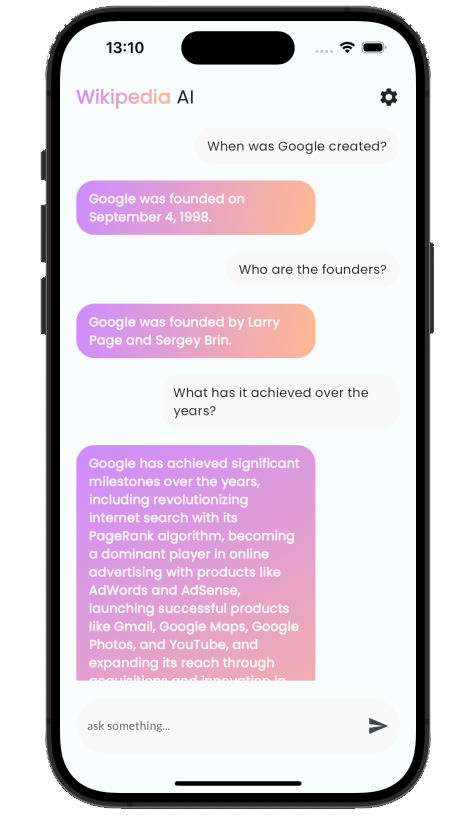 13:10
Wikipedia AI
When was Google created?
Google was founded on
September 4, 1998.
Who are the founders?
Google was founded by Larry
Page and Sergey Brin.
What has it achieved over the
years?
Google has achieved significant
milestones over the years,
including revolutionizing
internet search with its
PageRank algorithm, becoming
a dominant player in online
advertising with products like
AdWords and AdSense,
launching successful products
like Gmail, Google Maps, Google
Photos, and YouTube, and
expanding its reach through
acquisitions and innovation in
ask something...